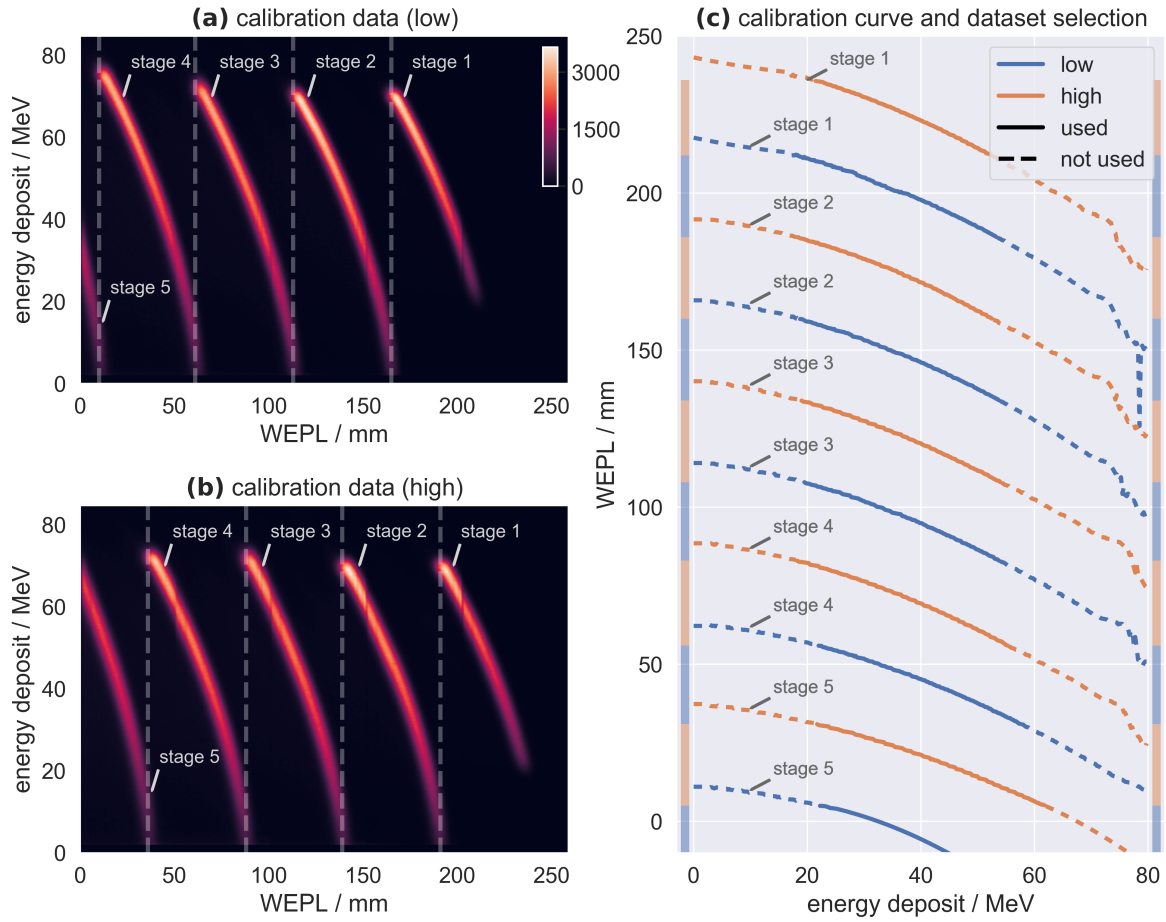 (a) calibration data (low)
80
60
40
20
0
energy deposit / MeV
stage 4
stage 3
stage 2
stage 1
stage 5
3000
1500
0
0
50
100
150
200
250
WEPL / mm
(b) calibration data (high)
80
60
40
20
0
energy deposit / MeV
stage 4
stage 3
stage 2
stage 1
stage 5
0
50
100
150
200
250
WEPL / mm
(c) calibration curve and dataset selection
250
200
150
100
50
0
WEPL / mm
low
high
used
not used
stage 1
stage 1
stage 2
stage 2
stage 3
stage 3
stage 4
stage 4
stage 5
stage 5
0
20
40
60
80
energy deposit / MeV